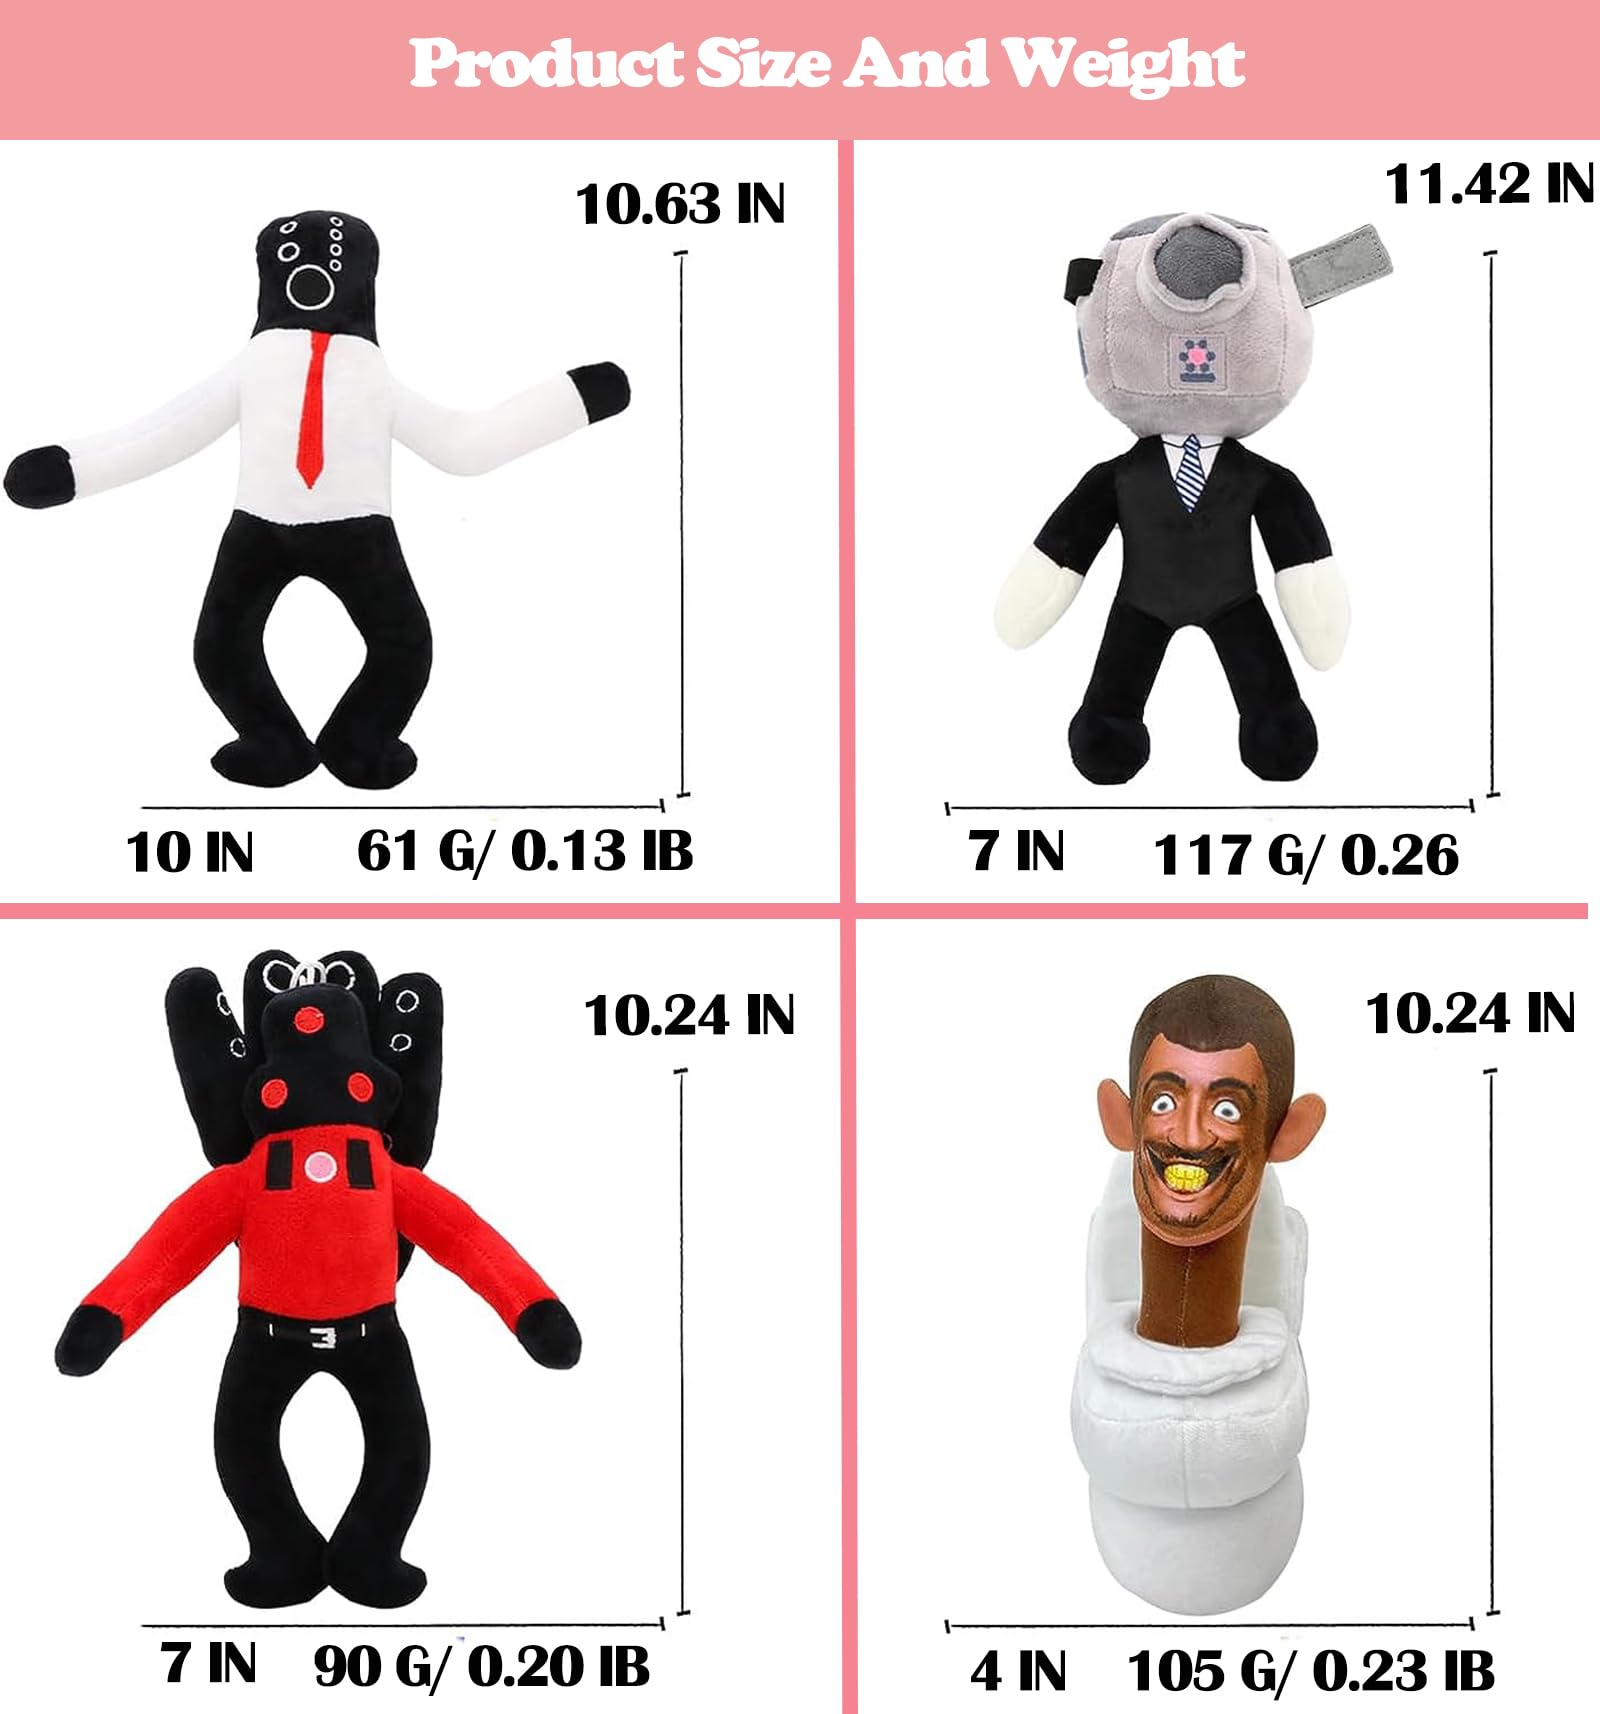 Product Size And Weight
10.63 IN
10 IN 61 G/ 0.13 IB
11.42 IN
7 IN 117 G/ 0.26
10.24 IN
7 IN 90 G/ 0.20 IB
10.24 IN
4 IN 105 G/ 0.23 IB